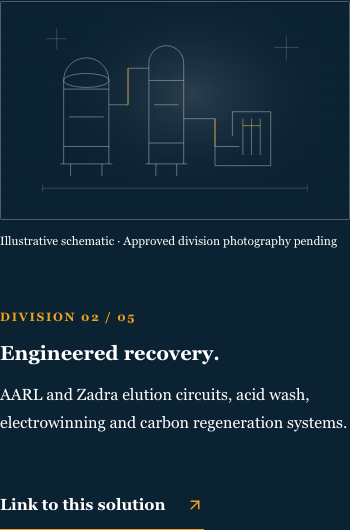 Illustrative schematic · Approved division photography pending
DIVISION 02 / 05
Engineered recovery.
AARL and Zadra elution circuits, acid wash,
electrowinning and carbon regeneration systems.
Link to this solution